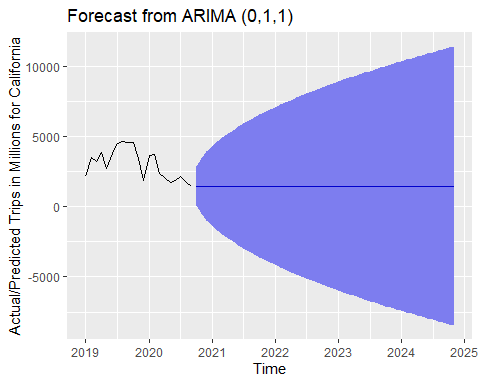 Forecast from ARIMA (0,1,1)
Actual/Predicted Trips in Millions for California
10000
5000
0
-5000
2019 2020 2021 2022 2023 2024 2025
Time